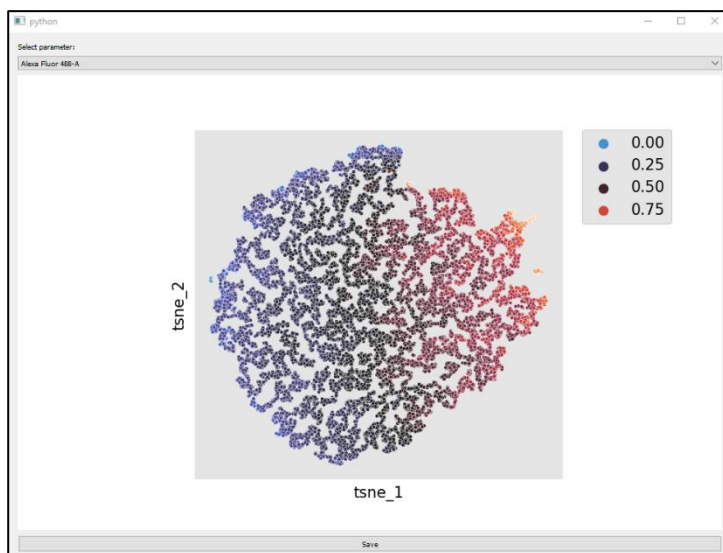 python
Select parameter:
Alexa Fluor 488-A
0.00
0.25
0.50
0.75
tsne_2
tsne_1
Save